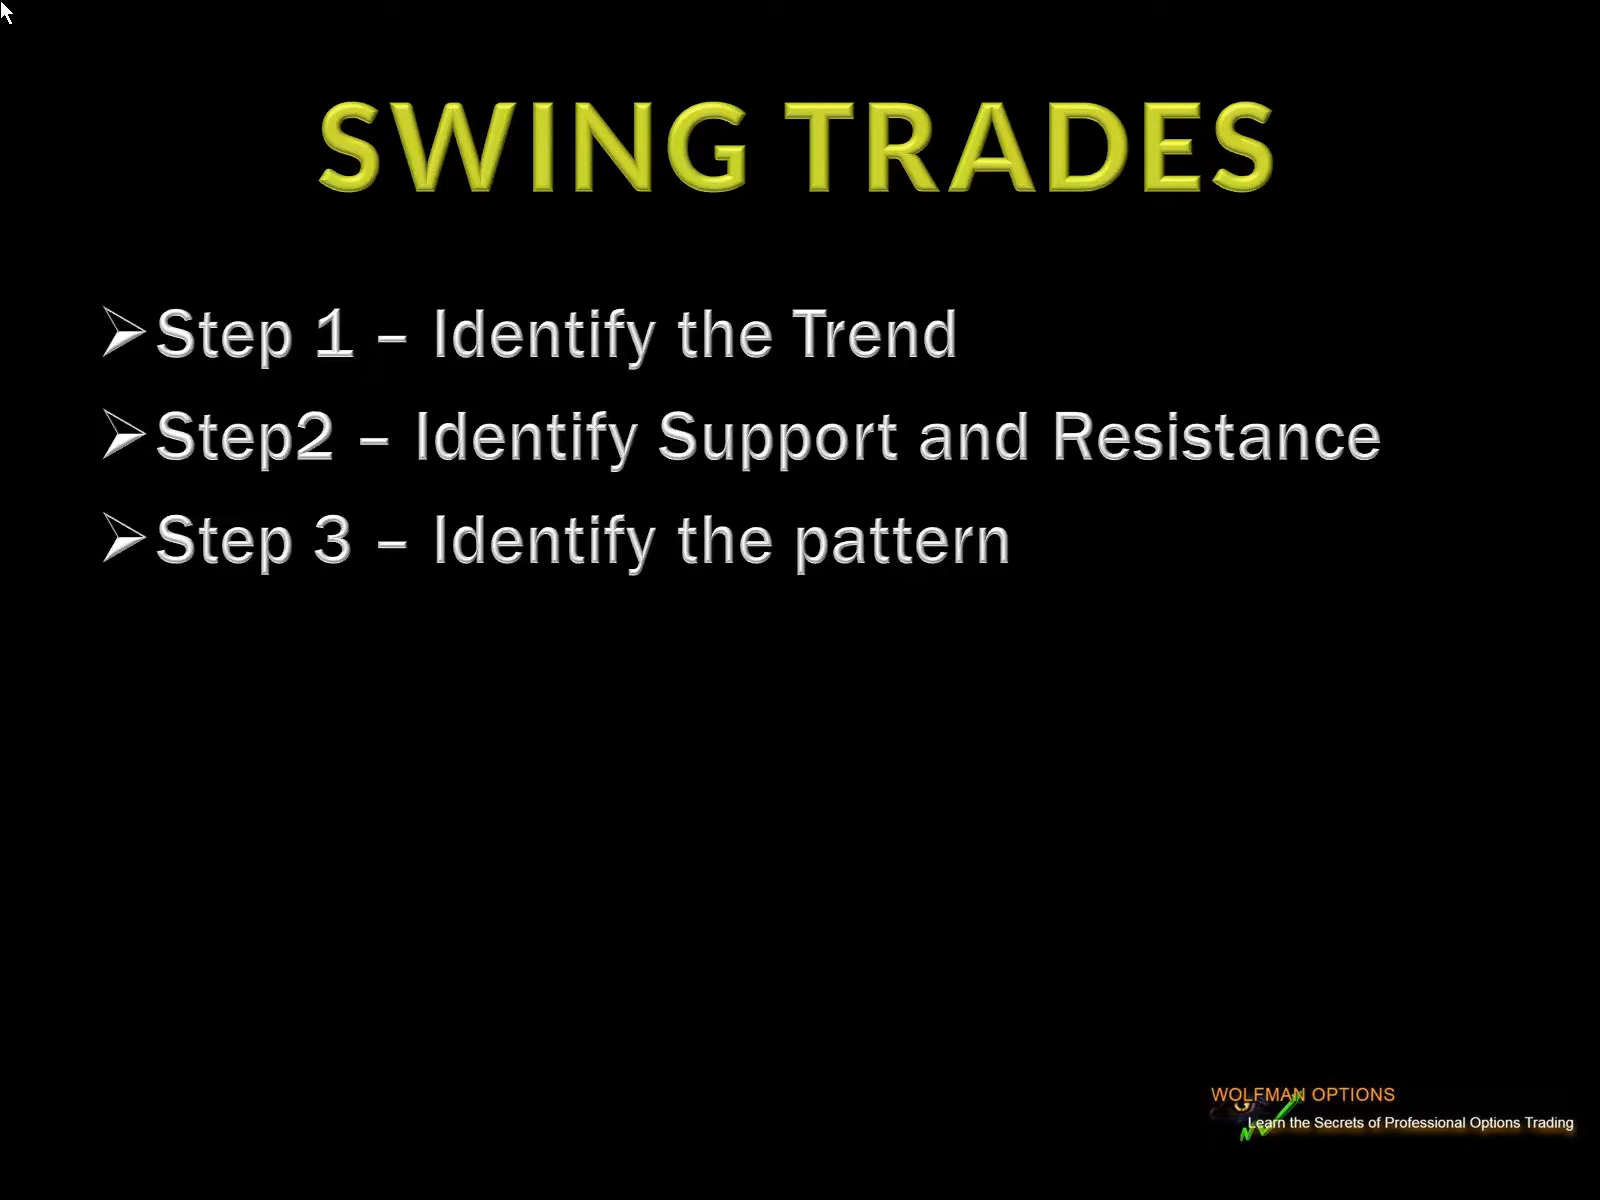 SWING TRADES
Step 1 – Identify the Trend
Step2 – Identify Support and Resistance
Step 3 – Identify the pattern
WOLFMAN OPTIONS
Learn the Secrets of Professional Options Trading